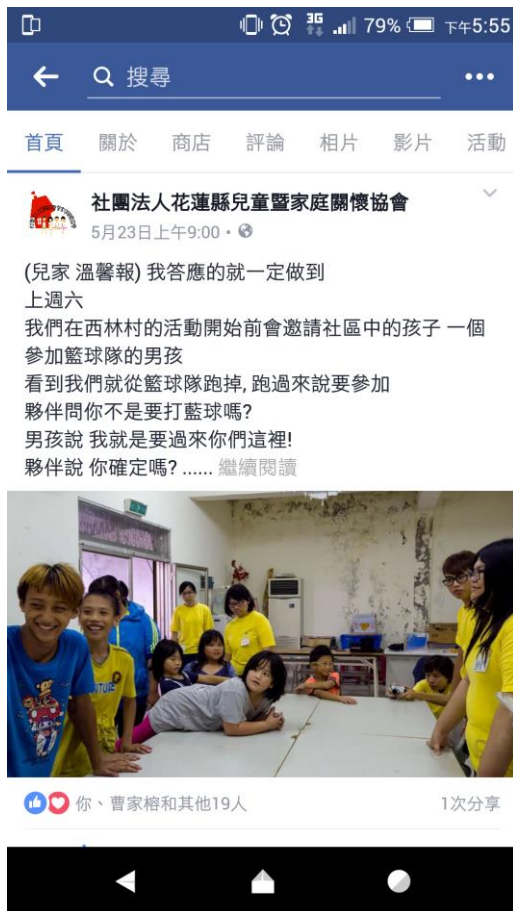 3G 79% 下午5:55
搜尋
首頁 關於 商店 評論 相片 影片 活動
社團法人花蓮縣兒童暨家庭關懷協會
5月23日上午9:00
(兒家 溫馨報) 我答應的就一定做到
上週六
我們在西林村的活動開始前會邀請社區中的孩子 一個
參加籃球隊的男孩
看到我們就從籃球隊跑掉, 跑過來說要參加
夥伴問你不是要打藍球嗎?
男孩說 我就是要過來你們這裡!
夥伴說 你確定嗎? ...... 繼續閱讀
你、曹家榕和其他19人 1次分享